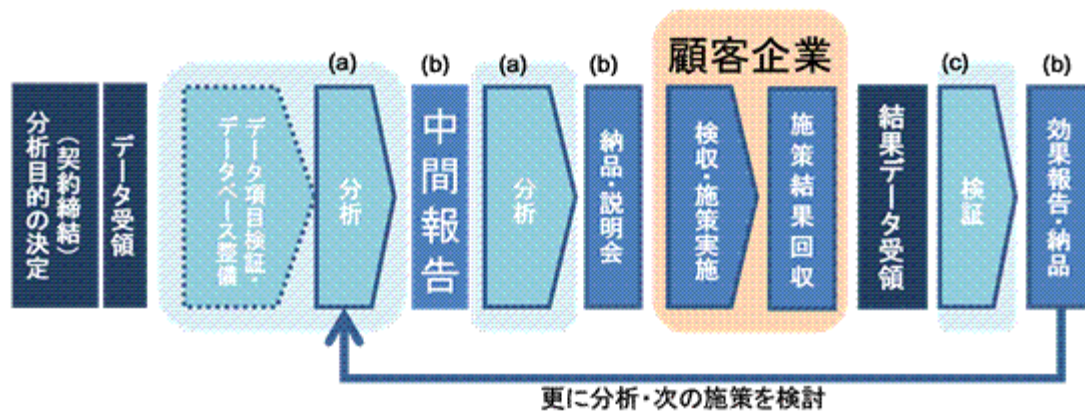 (a)
(b)
(a)
(b)
顧客企業
(c)
(b)
分析目的の決定
（契約締結）
データ受領
データ項目検証・
データベース整備
分析
中間報告
分析
納品・説明会
検収・施策実施
施策結果回収
結果データ受領
検証
効果報告・納品
更に分析・次の施策を検討